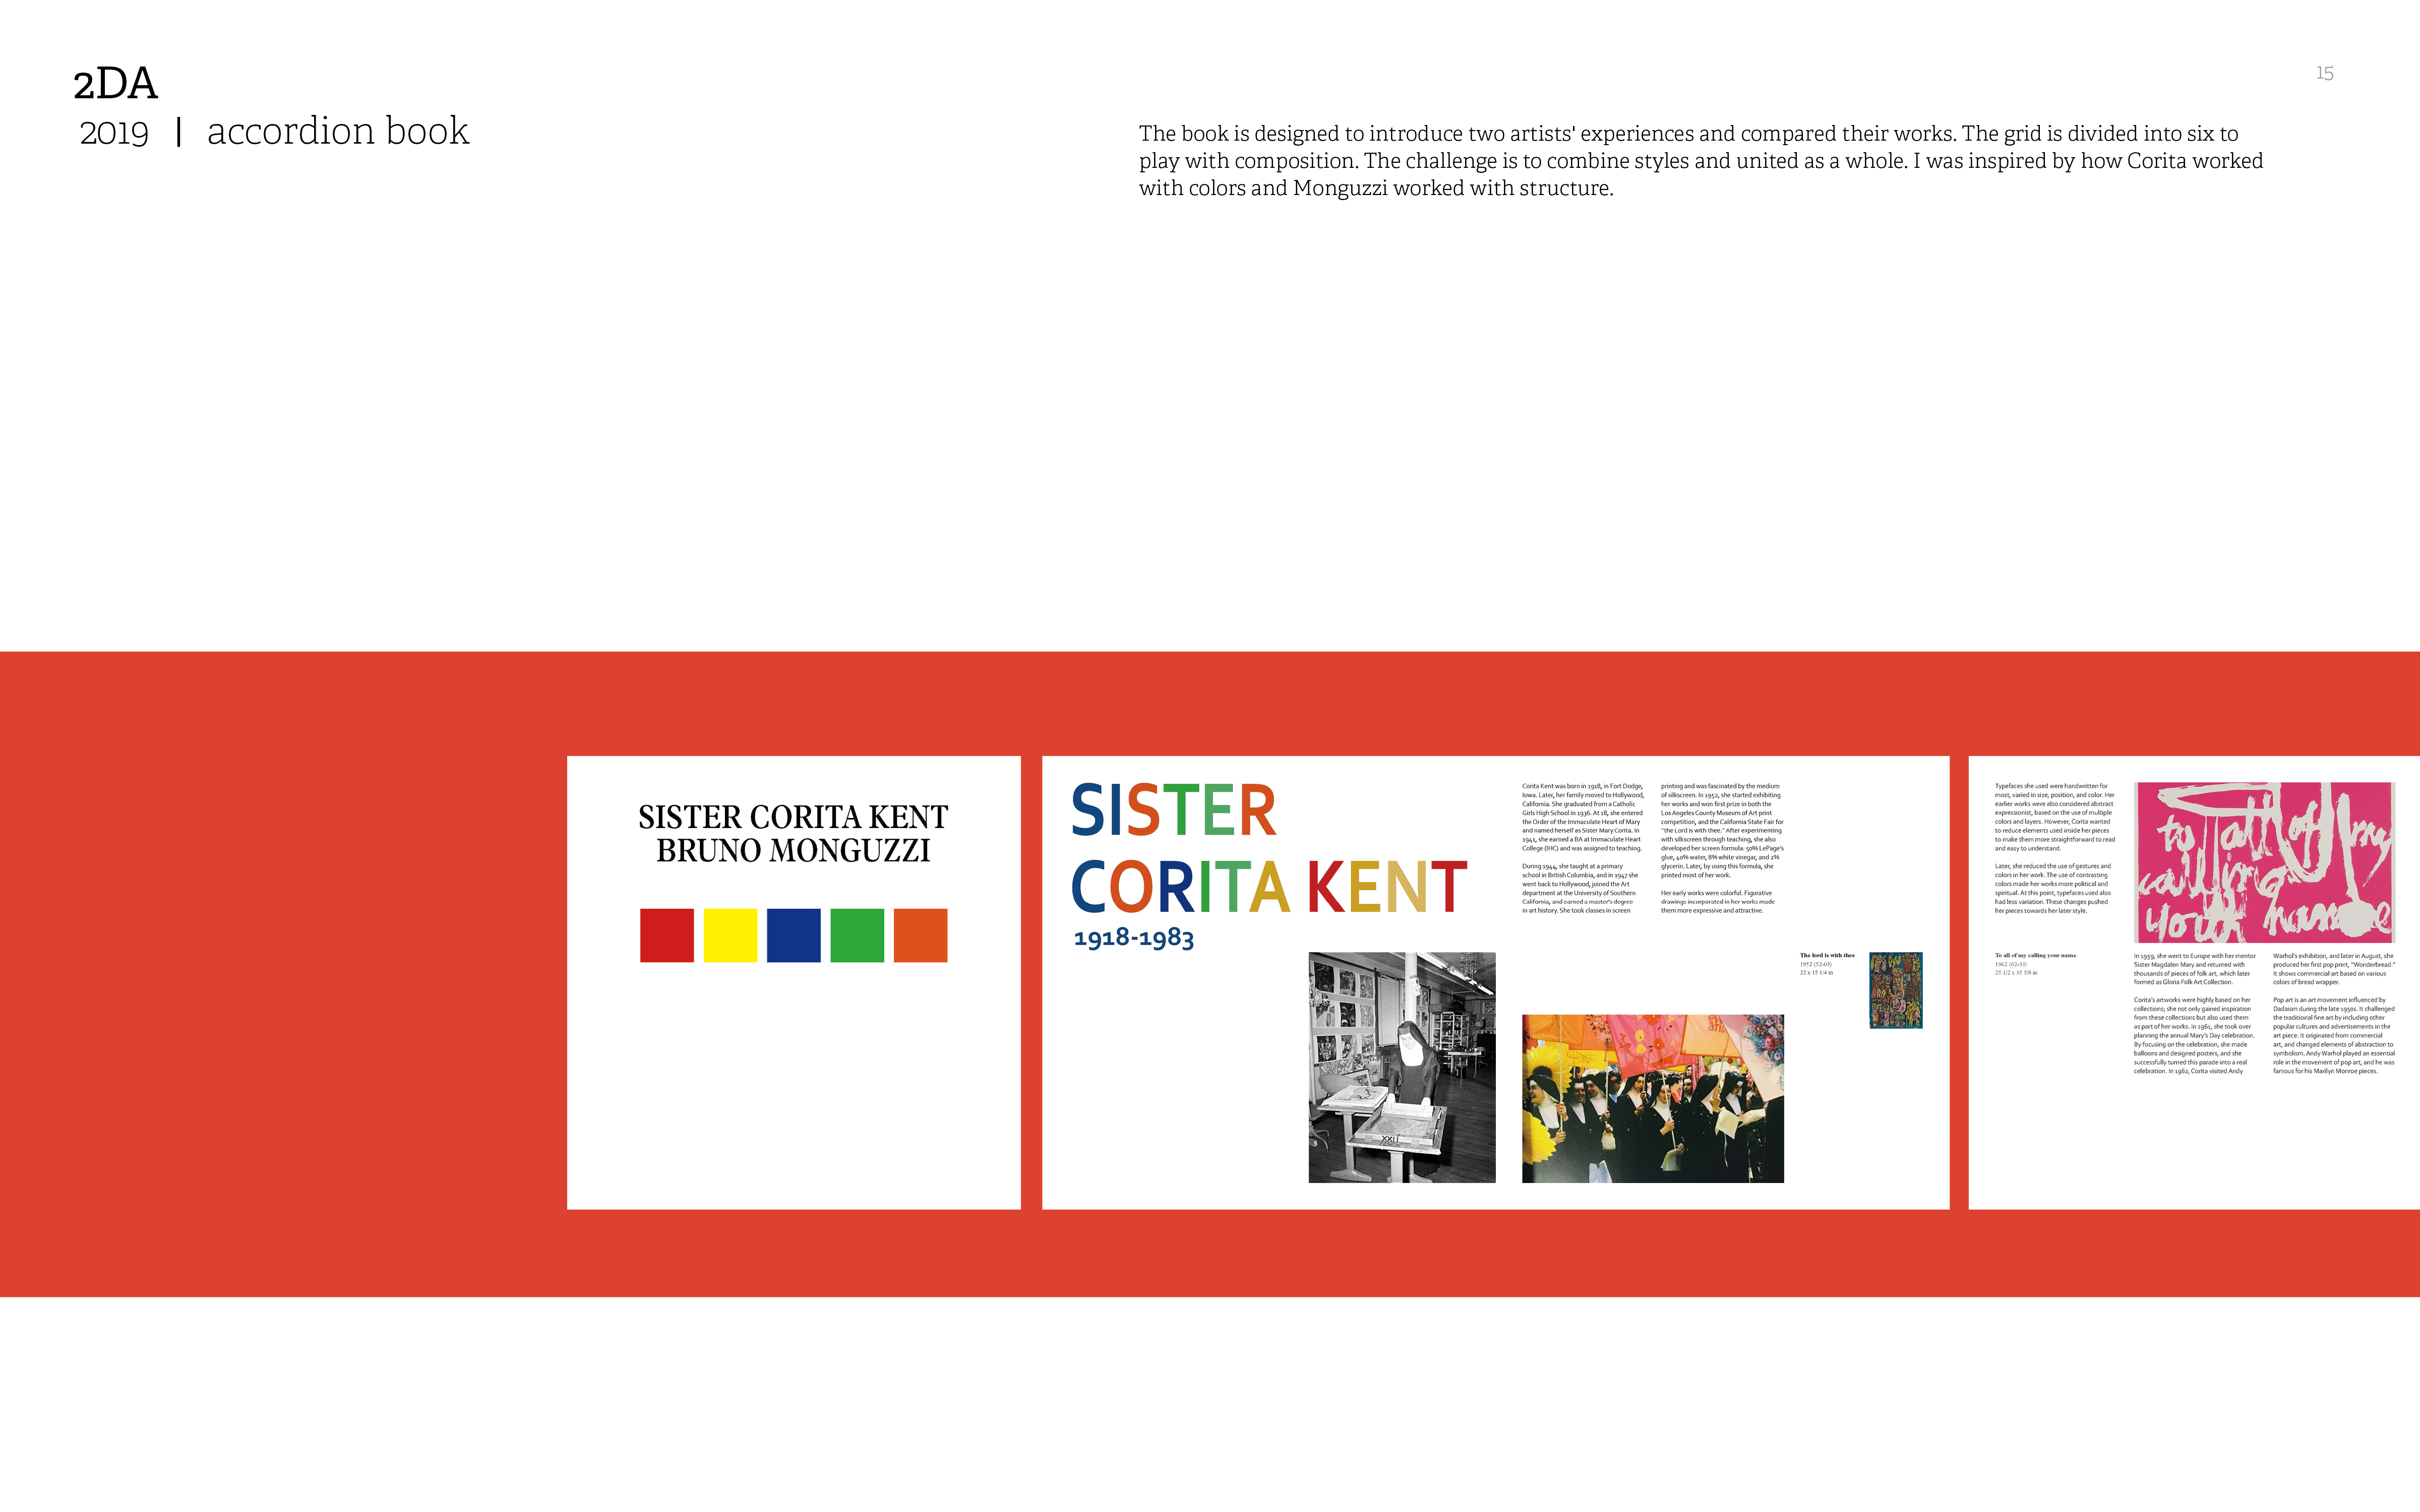 2DA
2019 | accordion book
15
The book is designed to introduce two artists' experiences and compared their works. The grid is divided into six to
play with composition. The challenge is to combine styles and united as a whole. I was inspired by how Corita worked
with colors and Monguzzi worked with structure.
SISTER CORITA KENT
BRUNO MONGUZZI
SISTER
CORITA KENT
1918-1983
Corita Kent was born in 1918, in Fort Dodge,
Iowa. Later, her family moved to Hollywood,
California. She graduated from a Catholic
Girls High School in 1936. At 18, she entered
the Order of the Immaculate Heart of Mary
and named herself as Sister Mary Corita. In
1941, she earned a BA at Immaculate Heart
College (IHC) and was assigned to teaching.
During 1944, she taught at a primary
school in British Columbia, and in 1947 she
went back to Hollywood, joined the Art
department at the University of Southern
California, and earned a master's degree
in art history. She took classes in screen
printing and was fascinated by the medium
of silkscreen. In 1952, she started exhibiting
her works and won first prize in both the
Los Angeles County Museum of Art print
competition, and the California State Fair for
"the Lord is with thee." After experimenting
with silkscreen through teaching, she also
developed her screen formula: 50% LePage's
glue, 40% water, 8% white vinegar, and 2%
glycerin. Later, by using this formula, she
printed most of her work.
Her early works were colorful. Figurative
drawings incorporated in her works made
them more expressive and attractive.
XXII
The lord is with thee
1952 (52-03)
22 x 15 1/4 in
Typefaces she used were handwritten for
most, varied in size, position, and color. Her
earlier works were also considered abstract
expressionist, based on the use of multiple
colors and layers. However, Corita wanted
to reduce elements used inside her pieces
to make them more straightforward to read
and easy to understand.
Later, she reduced the use of gestures and
colors in her work. The use of contrasting
colors made her works more political and
spiritual. At this point, typefaces used also
had less variation. These changes pushed
her pieces towards her later style.
to all of my
calling
your name
To all of my calling your name
1962 (62-33)
25 1/2 x 35 5/8 in
In 1959, she went to Europe with her mentor
Sister Magdalen Mary and returned with
thousands of pieces of folk art, which later
formed as Gloria Folk Art Collection.
Corita's artworks were highly based on her
collections; she not only gained inspiration
from these collections but also used them
as part of her works. In 1961, she took over
planning the annual Mary's Day celebration.
By focusing on the celebration, she made
balloons and designed posters, and she
successfully turned this parade into a real
celebration. In 1962, Corita visited Andy
Warhol's exhibition, and later in August, she
produced her first pop print, "Wonderbread."
It shows commercial art based on various
colors of bread wrapper.
Pop art is an art movement influenced by
Dadaism during the late 1950s. It challenged
the traditional fine art by including other
popular cultures and advertisements in the
art piece. It originated from commercial
art, and changed elements of abstraction to
symbolism. Andy Warhol played an essential
role in the movement of pop art, and he was
famous for his Marilyn Monroe pieces.